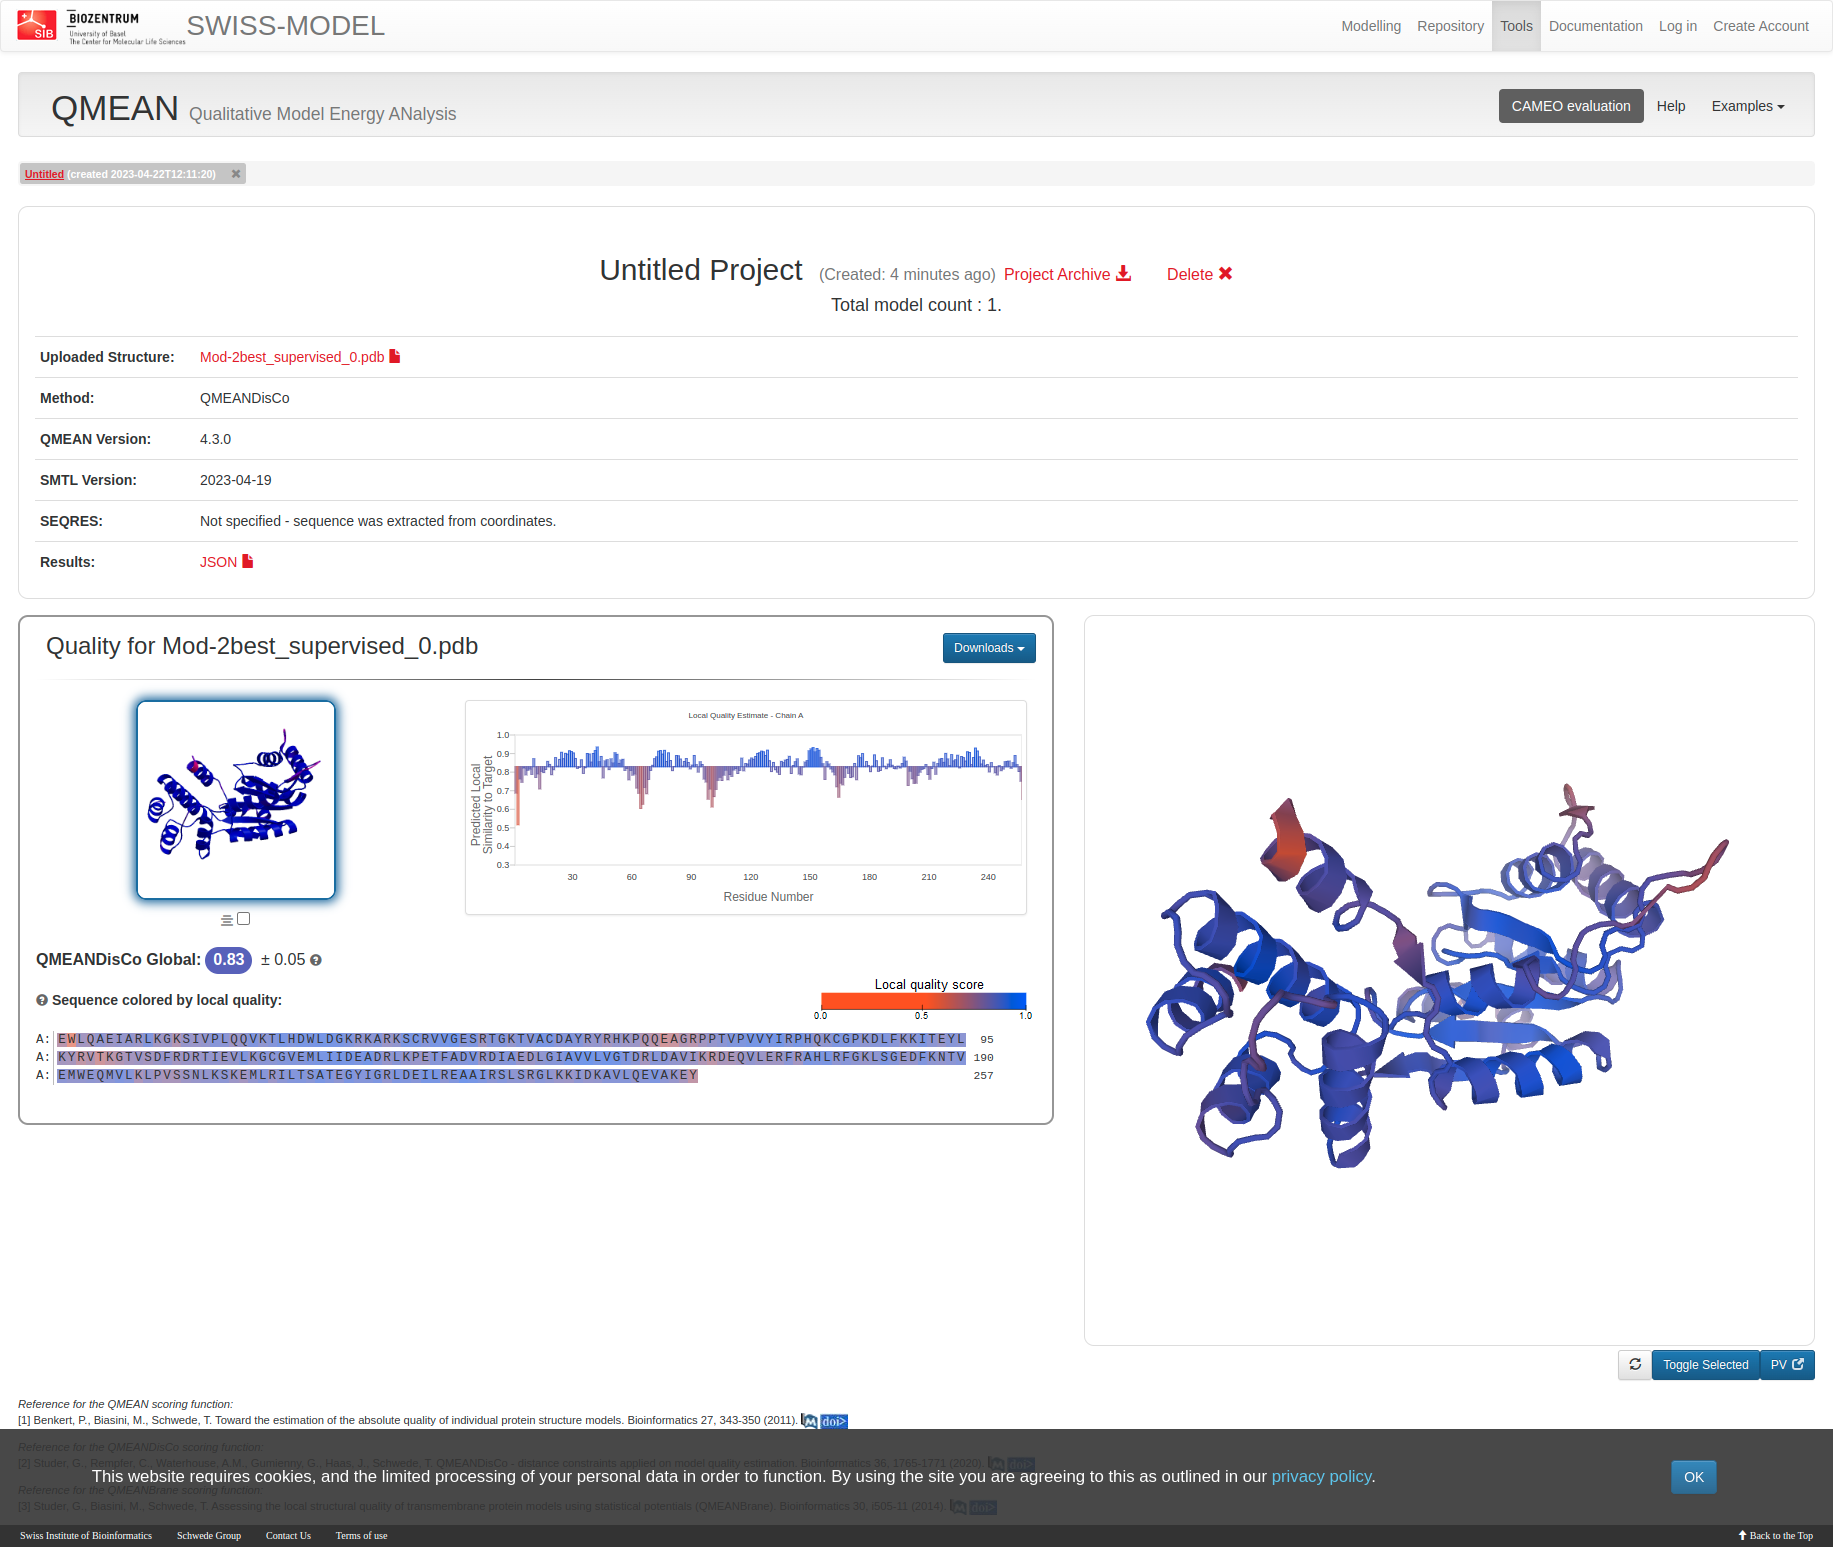 SIB
BIOZENTRUM
University of Basel
The Center for Molecular Life Sciences
SWISS-MODEL
Modelling
Repository
Tools
Documentation
Log in
Create Account
QMEAN Qualitative Model Energy ANalysis
CAMEO evaluation
Help
Examples
Untitled (created 2023-04-22T12:11:20)
Untitled Project (Created: 4 minutes ago) Project Archive Delete
Total model count : 1.
Uploaded Structure: Mod-2best_supervised_0.pdb
Method: QMEANDisCo
QMEAN Version: 4.3.0
SMTL Version: 2023-04-19
SEQRES: Not specified - sequence was extracted from coordinates.
Results: JSON
Quality for Mod-2best_supervised_0.pdb
Downloads
Local Quality Estimate - Chain A
Predicted Local
Similarity to Target
1.0
0.9
0.8
0.7
0.6
0.5
0.4
0.3
30 60 90 120 150 180 210 240
Residue Number
QMEANDisCo Global: 0.83 ± 0.05
Sequence colored by local quality:
Local quality score
0.0 0.5 1.0
A: EWLQAEIARLKGKSIVPLQQVKTLHDWLDGKRKARKSCRVVGESRTGKTVACDAYRYRHKPQQEAGRPPTVPVVYIRPHQKCGPKDLFKKITEYL 95
A: KYRVTKGTVSDFRDRTIEVLKGCGVEMLIIDEADRLKPETFADVRDIAEDLGIAVVLVGTDRLDAVIKRDEQVLERFRAHLRFGKLSGEDFKNTV 190
A: EMWEQMVLKLPVSSNLKSKEMLRILTSATEGYIGRLDEILREAAIRSLSRGLKKIDKAVLQEVAKEY 257
Toggle Selected
PV
Reference for the QMEAN scoring function:
[1] Benkert, P., Biasini, M., Schwede, T. Toward the estimation of the absolute quality of individual protein structure models. Bioinformatics 27, 343-350 (2011). doi>
Reference for the QMEANDisCo scoring function:
[2] Studer, G., Rempfer, C., Waterhouse, A.M., Gumienny, G., Haas, J., Schwede, T. QMEANDisCo - distance constraints applied on model quality estimation. Bioinformatics 36, 1765-1771 (2020). doi>
This website requires cookies, and the limited processing of your personal data in order to function. By using the site you are agreeing to this as outlined in our privacy policy.
OK
Reference for the QMEANBrane scoring function:
[3] Studer, G., Biasini, M., Schwede, T. Assessing the local structural quality of transmembrane protein models using statistical potentials (QMEANBrane). Bioinformatics 30, i505-11 (2014). doi>
Swiss Institute of Bioinformatics
Schwede Group
Contact Us
Terms of use
Back to the Top